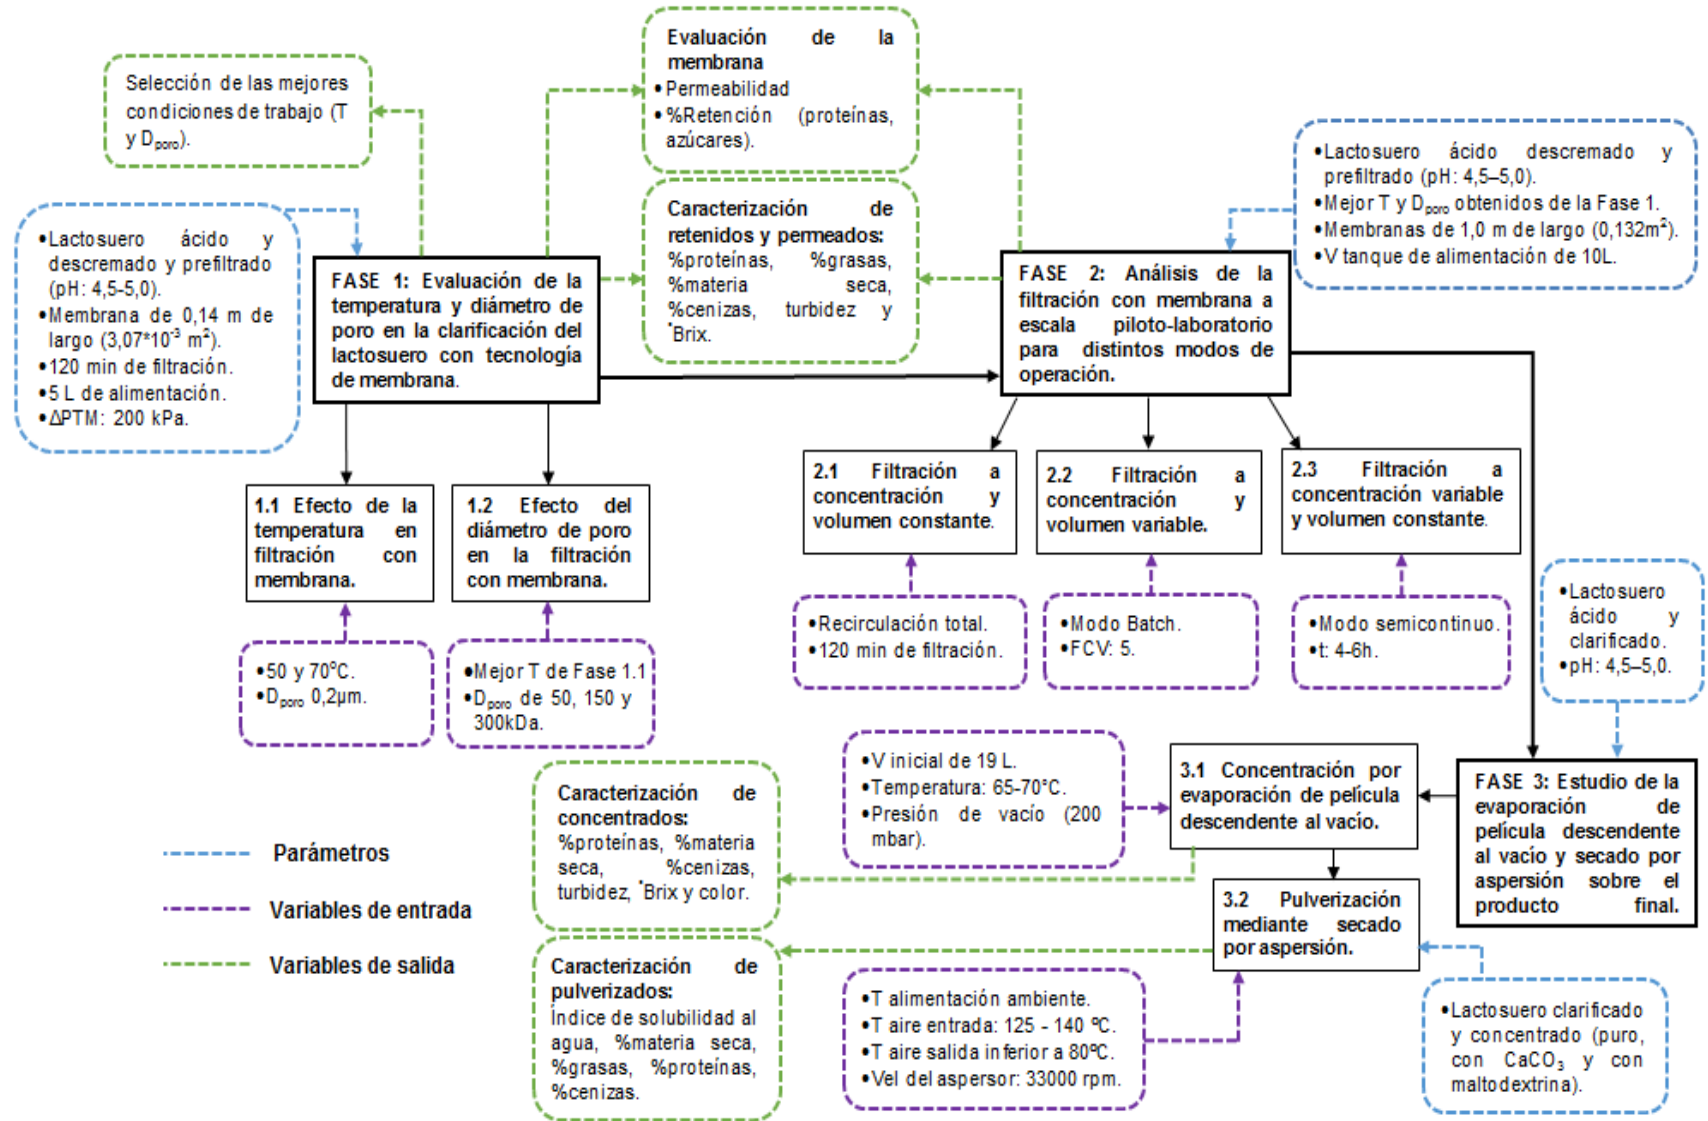 Selección de las mejores
condiciones de trabajo (T
y Dporo).
Evaluación de la
membrana
•Permeabilidad
•%Retención (proteínas,
azúcares).
Caracterización de
retenidos y permeados:
%proteínas, %grasas,
%materia seca,
%cenizas, turbidez y
°Brix.
•Lactosuero ácido y
descremado y prefiltrado
(pH: 4,5-5,0).
•Membrana de 0,14 m de
largo (3,07*10⁻³ m²).
•120 min de filtración.
•5 L de alimentación.
•ΔPTM: 200 kPa.
FASE 1: Evaluación de la
temperatura y diámetro de
poro en la clarificación del
lactosuero con tecnología
de membrana.
FASE 2: Análisis de la
filtración con membrana a
escala piloto-laboratorio
para distintos modos de
operación.
•Lactosuero ácido descremado y
prefiltrado (pH: 4,5–5,0).
•Mejor T y Dporo obtenidos de la Fase 1.
•Membranas de 1,0 m de largo (0,132m²).
•V tanque de alimentación de 10L.
1.1 Efecto de la
temperatura en
filtración con
membrana.
1.2 Efecto del
diámetro de poro
en la filtración
con membrana.
2.1 Filtración a
concentración y
volumen constante.
2.2 Filtración a
concentración y
volumen variable.
2.3 Filtración a
concentración variable
y volumen constante.
•50 y 70°C.
•Dporo 0,2µm.
•Mejor T de Fase 1.1
•Dporo de 50, 150 y
300kDa.
•Recirculación total.
•120 min de filtración.
•Modo Batch.
•FCV: 5.
•Modo semicontinuo.
•t: 4-6h.
•Lactosuero
ácido y
clarificado.
•pH: 4,5–5,0.
•V inicial de 19 L.
•Temperatura: 65-70°C.
•Presión de vacío (200
mbar).
3.1 Concentración por
evaporación de película
descendente al vacío.
FASE 3: Estudio de la
evaporación de
película descendente
al vacío y secado por
aspersión sobre el
producto final.
Caracterización de
concentrados:
%proteínas, %materia
seca, %cenizas,
turbidez, °Brix y color.
3.2 Pulverización
mediante secado
por aspersión.
Parámetros
Variables de entrada
Variables de salida
Caracterización de
pulverizados:
Índice de solubilidad al
agua, %materia seca,
%grasas, %proteínas,
%cenizas.
•T alimentación ambiente.
•T aire entrada: 125 - 140 ºC.
•T aire salida inferior a 80ºC.
•Vel del aspersor: 33000 rpm.
•Lactosuero clarificado
y concentrado (puro,
con CaCO₃ y con
maltodextrina).